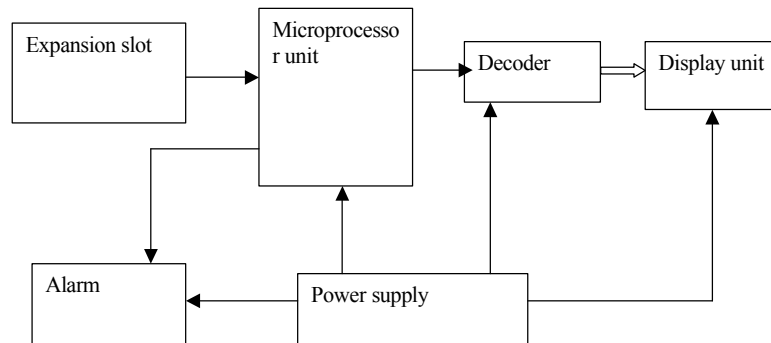 Expansion slot
Microprocesso
r unit
Decoder
Display unit
Alarm
Power supply